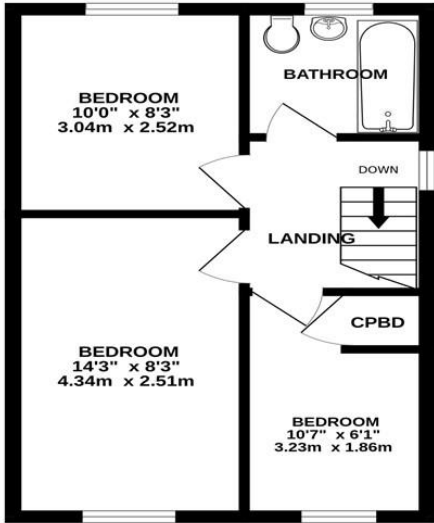 BEDROOM
10'0" x 8'3"
3.04m x 2.52m
BATHROOM
DOWN
LANDING
BEDROOM
14'3" x 8'3"
4.34m x 2.51m
CPBD
BEDROOM
10'7" x 6'1"
3.23m x 1.86m